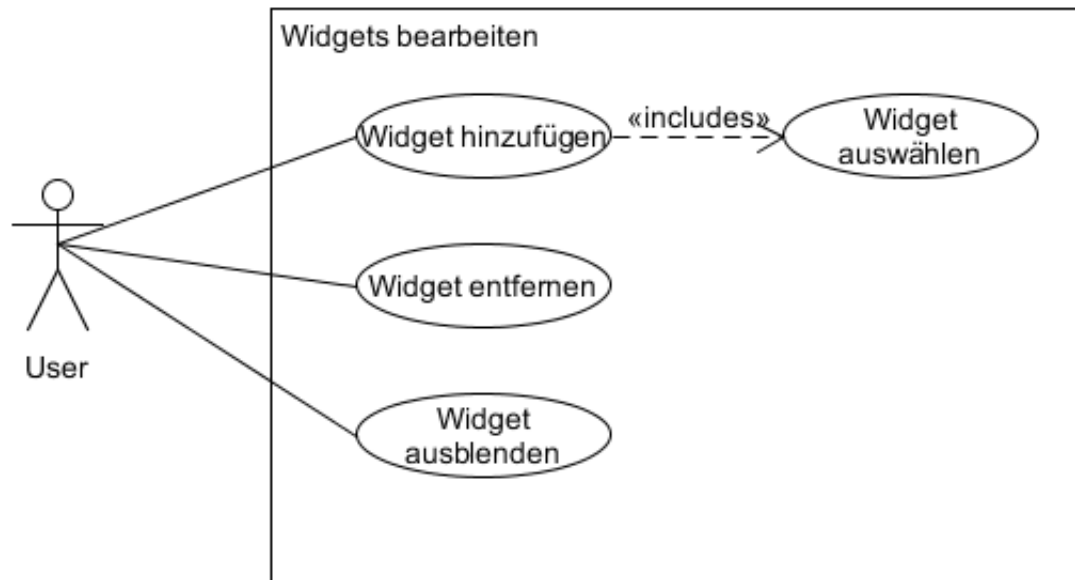 Widgets bearbeiten
Widget hinzufügen
«includes»
Widget
auswählen
Widget entfernen
User
Widget
ausblenden